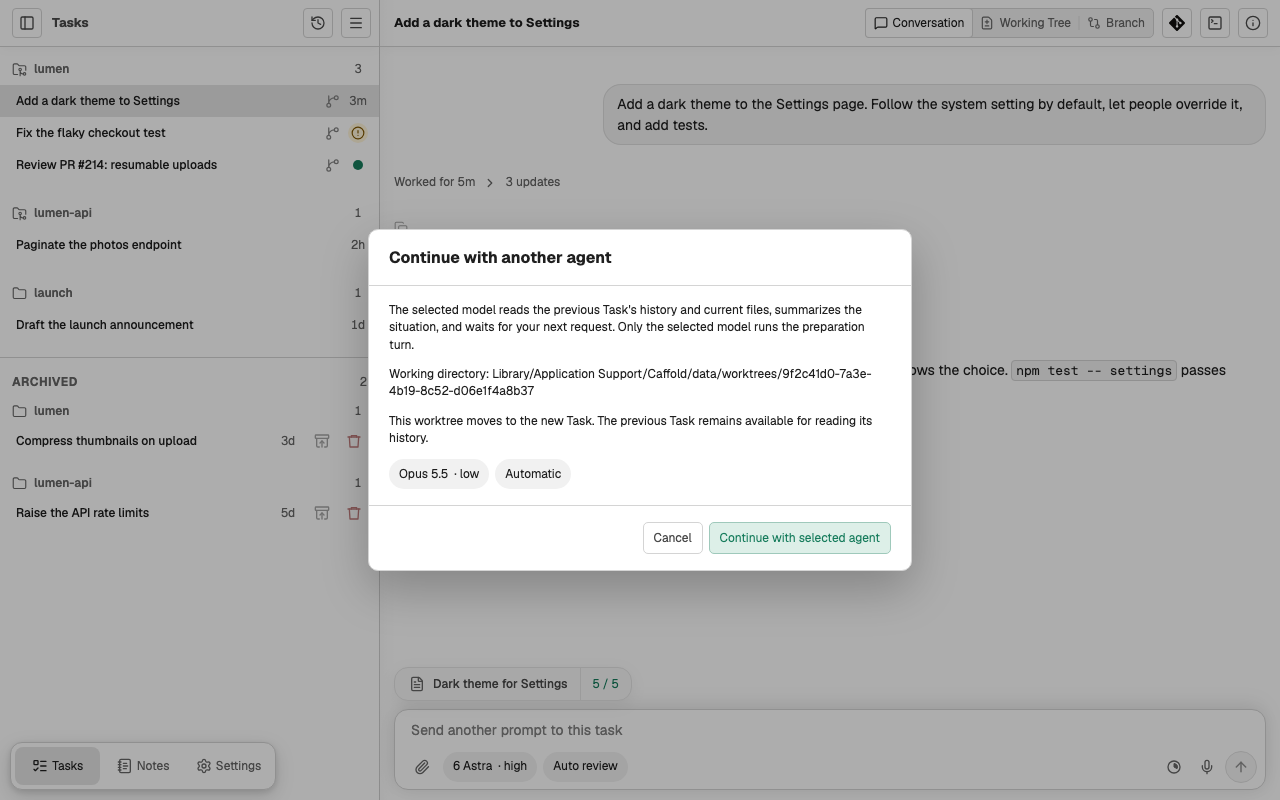 Tasks
lumen 3
Add a dark theme to Settings 3m
Fix the flaky checkout test
Review PR #214: resumable uploads
lumen-api 1
Paginate the photos endpoint 2h
launch 1
Draft the launch announcement 1d
ARCHIVED 2
lumen 1
Compress thumbnails on upload 3d
lumen-api 1
Raise the API rate limits 5d
Tasks Notes Settings
Add a dark theme to Settings
Conversation Working Tree Branch
Add a dark theme to the Settings page. Follow the system setting by default, let people override it,
and add tests.
Worked for 5m 3 updates
Continue with another agent
The selected model reads the previous Task's history and current files, summarizes the
situation, and waits for your next request. Only the selected model runs the preparation
turn.
Working directory: Library/Application Support/Caffold/data/worktrees/9f2c41d0-7a3e-
4b19-8c52-d06e1f4a8b37
This worktree moves to the new Task. The previous Task remains available for reading its
history.
Opus 5.5 · low Automatic
Cancel Continue with selected agent
the choice. npm test -- settings passes
Dark theme for Settings 5 / 5
Send another prompt to this task
6 Astra · high Auto review